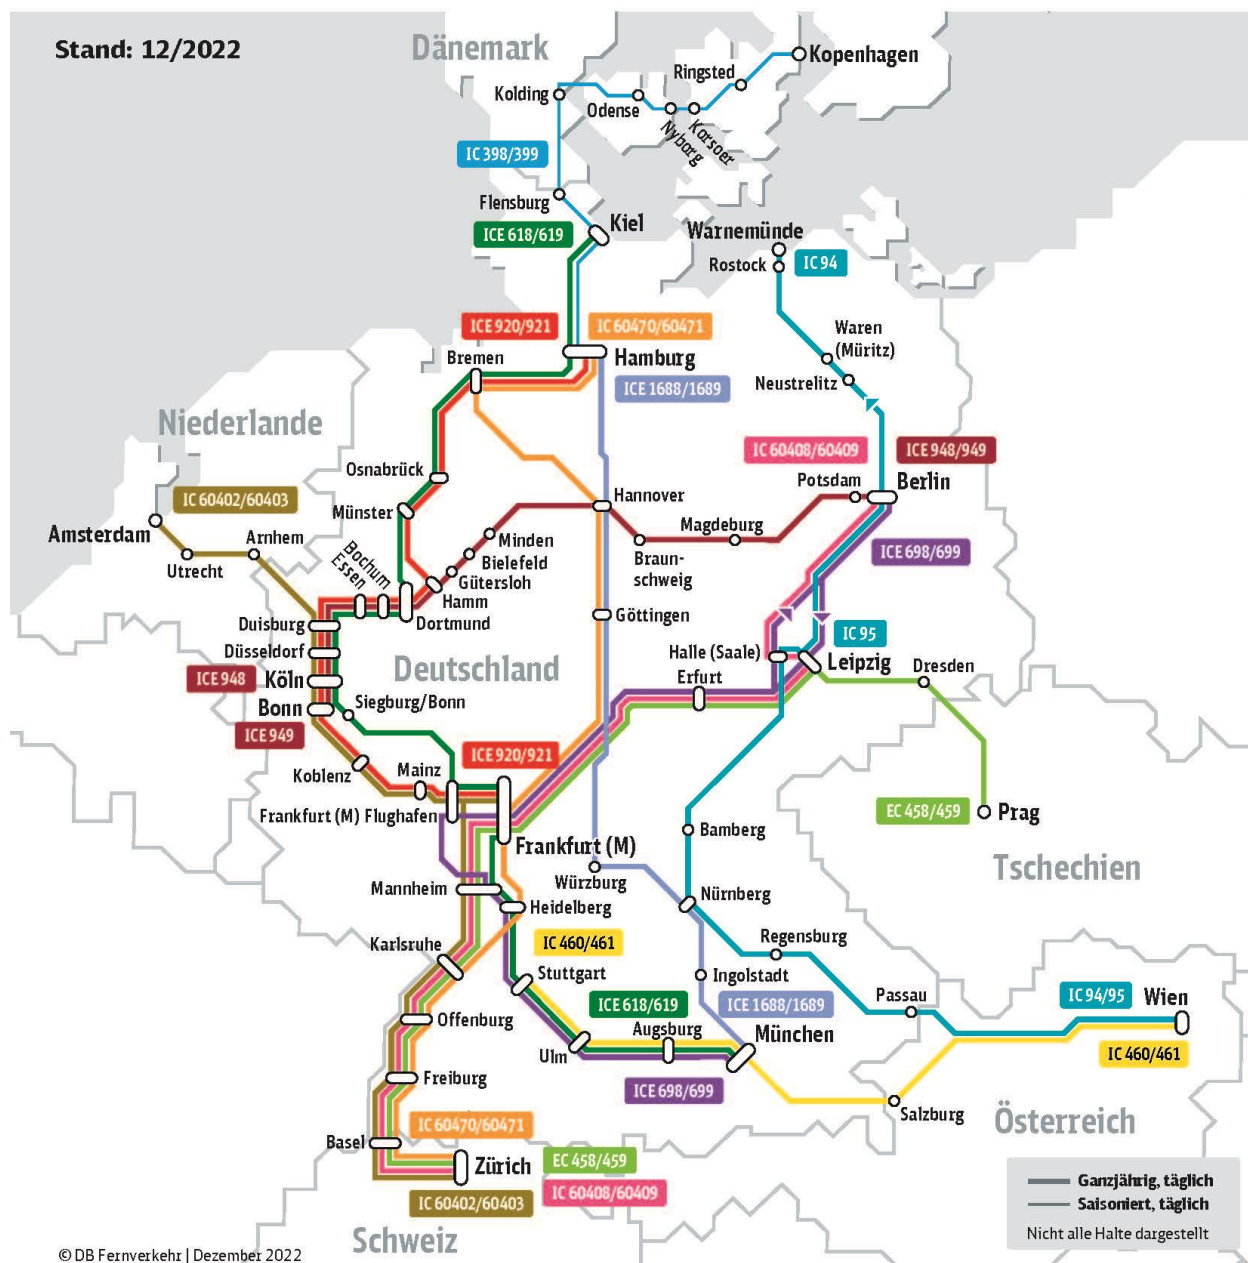 Stand: 12/2022
Dänemark
Kopenhagen
Ringsted
Kolding
Odense
Nyborg
Karsoer
IC 398/399
Flensburg
Kiel
ICE 618/619
Warnemünde
Rostock
IC 94
ICE 920/921
IC 60470/60471
Waren
(Müritz)
Bremen
Hamburg
Neustrelitz
ICE 1688/1689
Niederlande
IC 60408/60409
ICE 948/949
Osnabrück
Potsdam
Berlin
IC 60402/60403
Hannover
Münster
Amsterdam
Arnhem
Magdeburg
Minden
Utrecht
Bochum
Essen
Bielefeld
Braun-
schweig
ICE 698/699
Gütersloh
Hamm
Dortmund
Göttingen
Duisburg
IC 95
Düsseldorf
Deutschland
Halle (Saale)
Leipzig
Dresden
ICE 948
Köln
Erfurt
Siegburg/Bonn
Bonn
ICE 949
ICE 920/921
Koblenz
Mainz
Frankfurt (M) Flughafen
EC 458/459
Prag
Bamberg
Frankfurt (M)
Tschechien
Würzburg
Mannheim
Nürnberg
Heidelberg
Karlsruhe
IC 460/461
Regensburg
Stuttgart
Ingolstadt
Passau
IC 94/95
Wien
ICE 618/619
ICE 1688/1689
Offenburg
Augsburg
München
Ulm
IC 460/461
Freiburg
ICE 698/699
Salzburg
Österreich
IC 60470/60471
Basel
Zürich
EC 458/459
IC 60408/60409
IC 60402/60403
Ganzjährig, täglich
Saisoniert, täglich
Nicht alle Halte dargestellt
Schweiz
© DB Fernverkehr | Dezember 2022